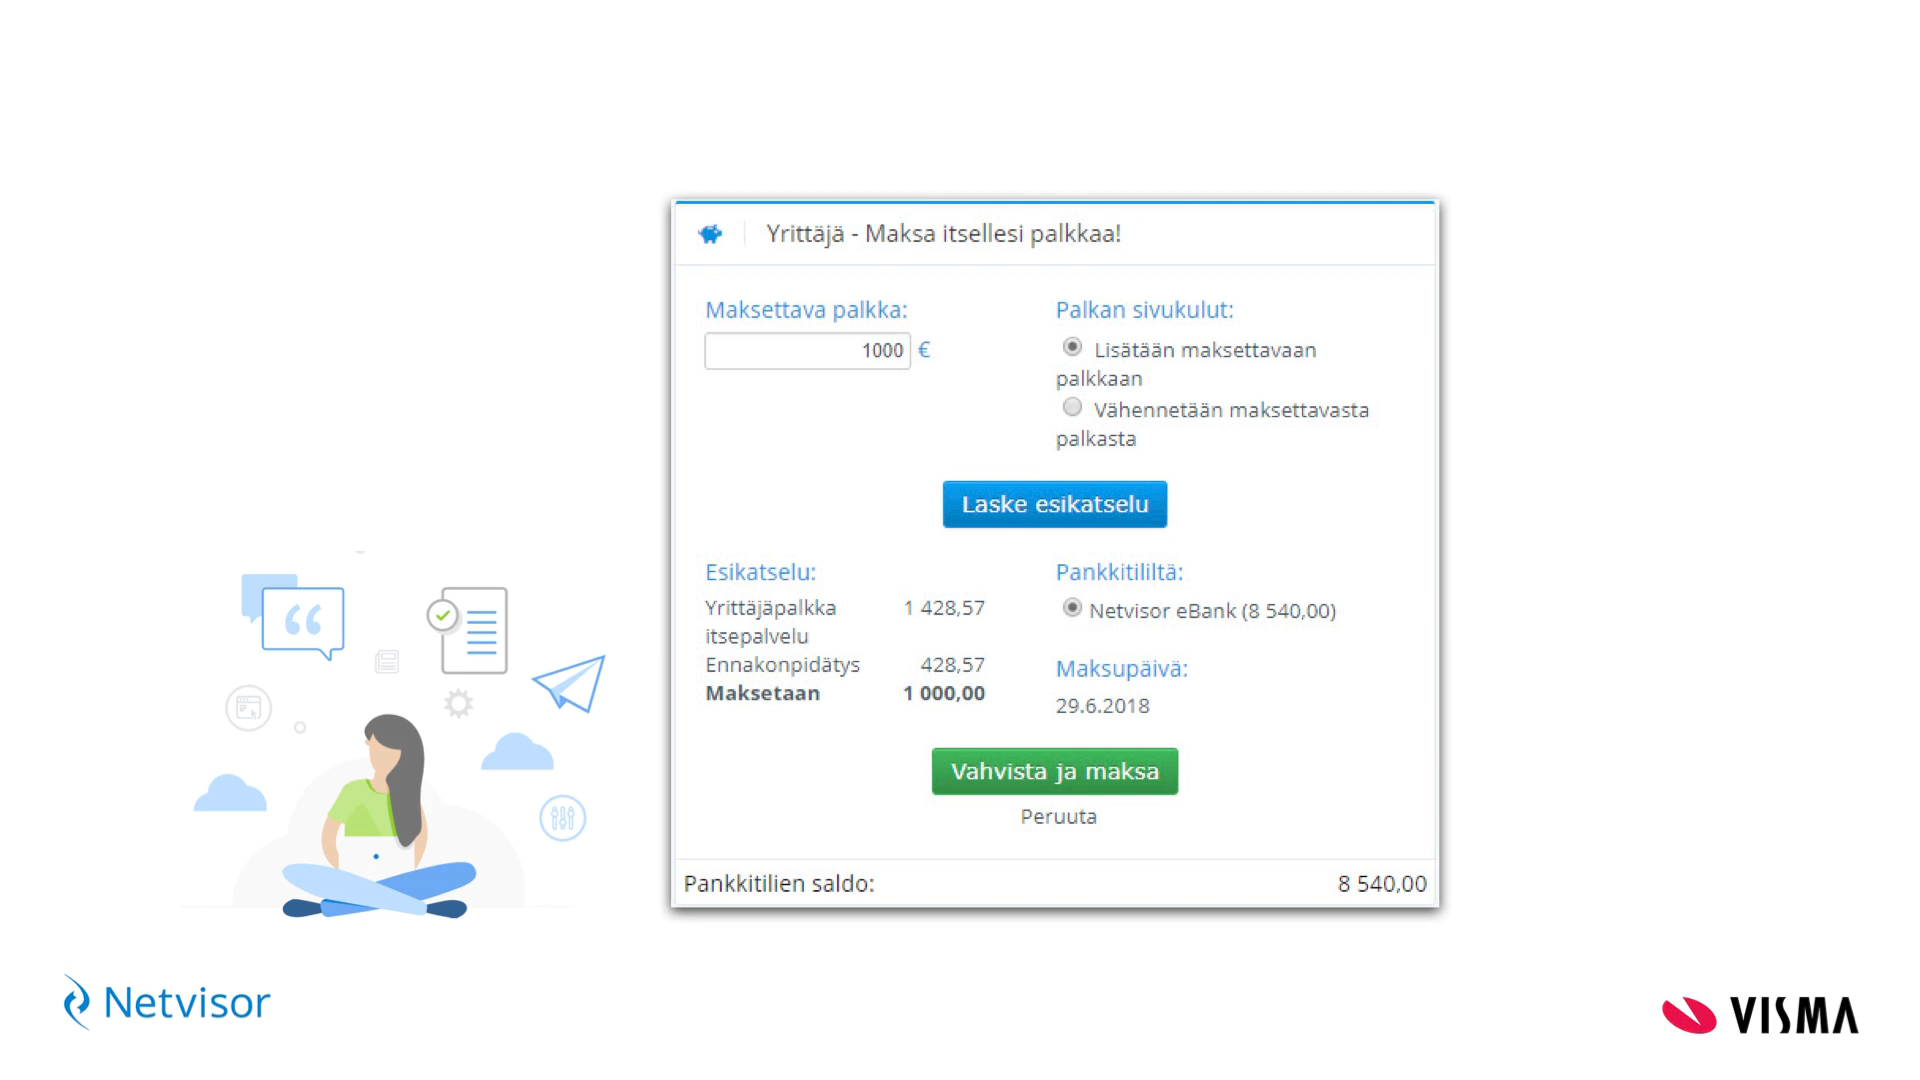 Yrittäjä - Maksa itsellesi palkkaa!
Maksettava palkka:
1000 €
Palkan sivukulut:
Lisätään maksettavaan
palkkaan
Vähennetään maksettavasta
palkasta
Laske esikatselu
Esikatselu:
Yrittäjäpalkka 1 428,57
itsepalvelu
Ennakonpidätys 428,57
Maksetaan 1 000,00
Pankkitililtä:
Netvisor eBank (8 540,00)
Maksupäivä:
29.6.2018
Vahvista ja maksa
Peruuta
Pankkitilien saldo: 8 540,00
Netvisor
VISMA